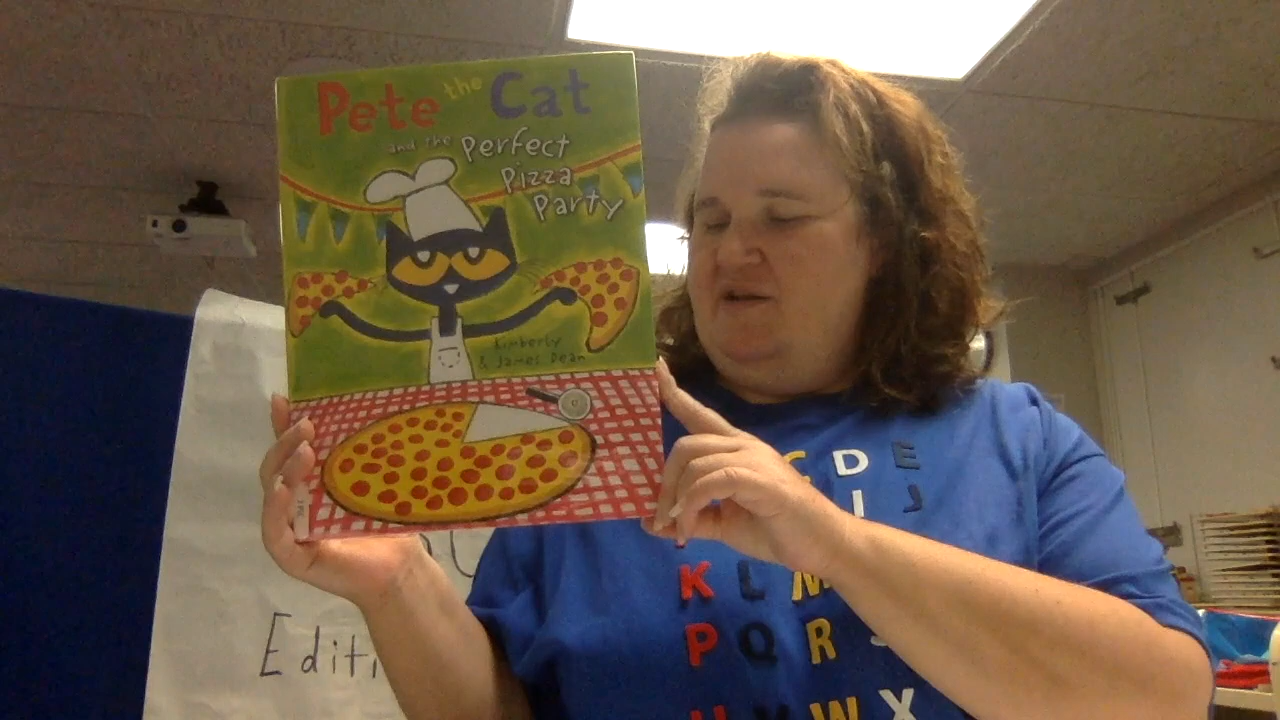 Pete the Cat
and the Perfect
Pizza
Party
Kimberly
& James Dean
Editi
C D E
I J
K L M
P Q R S
U V W X